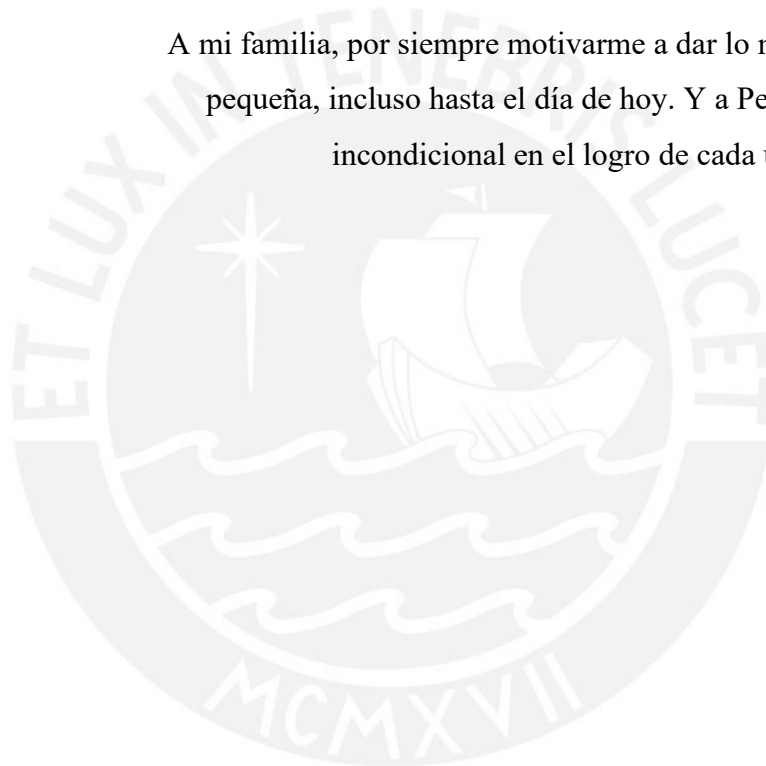 A mi familia, por siempre motivarme a dar lo
pequeña, incluso hasta el día de hoy. Y a
incondicional en el logro de cada
ET LUX IN TENEBRIS LUCET
MCMXVII